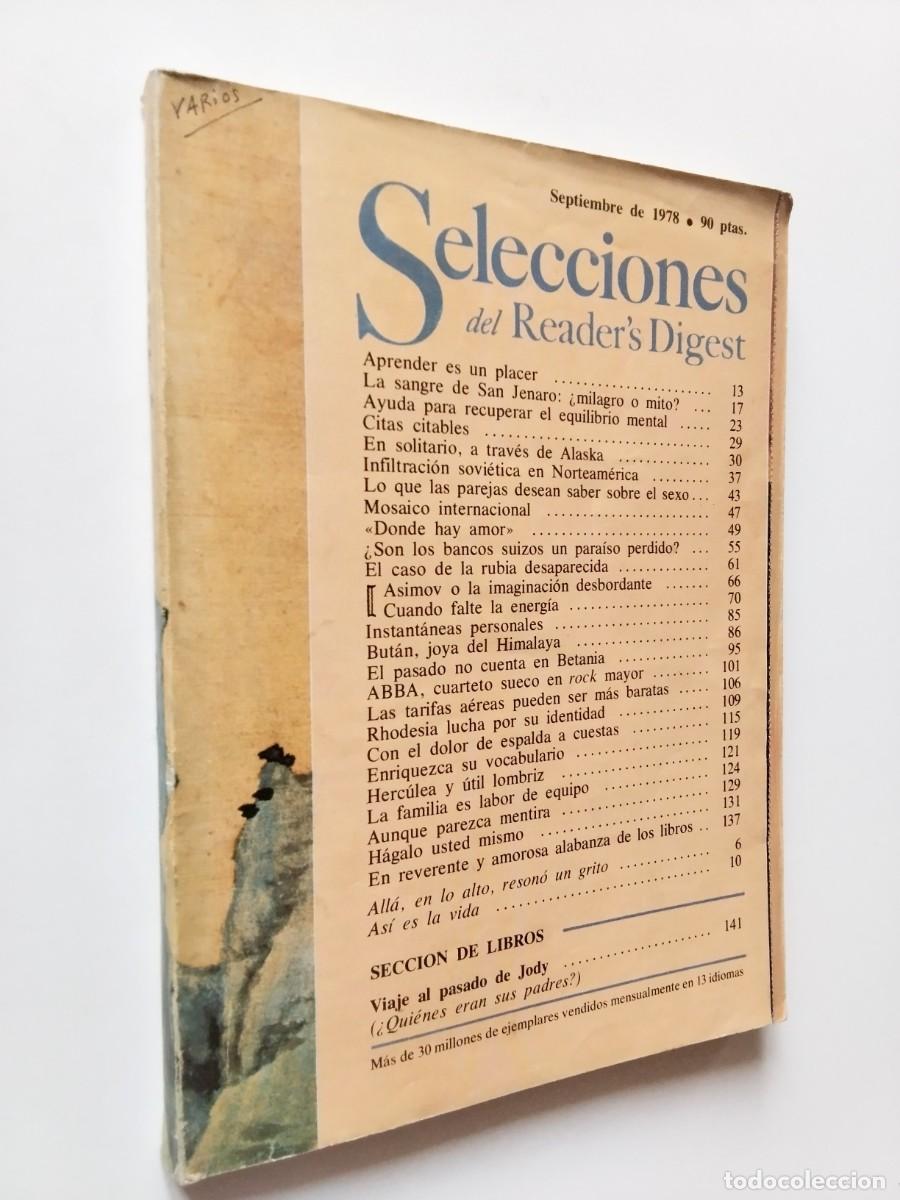 VARios
Septiembre de 1978 • 90 ptas.
Selecciones
del Reader's Digest
Aprender es un placer ...................... 13
La sangre de San Jenaro: ¿milagro o mito? ... 17
Ayuda para recuperar el equilibrio mental ..... 23
Citas citables ............................... 29
En solitario, a través de Alaska ............. 30
Infiltración soviética en Norteamérica ......... 37
Lo que las parejas desean saber sobre el sexo... 43
Mosaico internacional ....................... 47
«Donde hay amor» ......................... 49
¿Son los bancos suizos un paraíso perdido? ... 55
El caso de la rubia desaparecida ............. 61
Asimov o la imaginación desbordante ....... 66
Cuando falte la energía .................... 70
Instantáneas personales ...................... 85
Bután, joya del Himalaya ................... 86
El pasado no cuenta en Betania ............. 95
ABBA, cuarteto sueco en rock mayor ........ 101
Las tarifas aéreas pueden ser más baratas ..... 106
Rhodesia lucha por su identidad ............. 109
Con el dolor de espalda a cuestas ............ 115
Enriquezca su vocabulario ................... 119
Hercúlea y útil lombriz ..................... 121
La familia es labor de equipo ............... 124
Aunque parezca mentira ..................... 129
Hágalo usted mismo ........................ 131
En reverente y amorosa alabanza de los libros .. 137
Allá, en lo alto, resonó un grito ............. 6
Así es la vida .............................. 10
SECCION DE LIBROS
Viaje al pasado de Jody ..................... 141
(¿Quiénes eran sus padres?)
Más de 30 millones de ejemplares vendidos mensualmente en 13 idiomas
todocoleccion